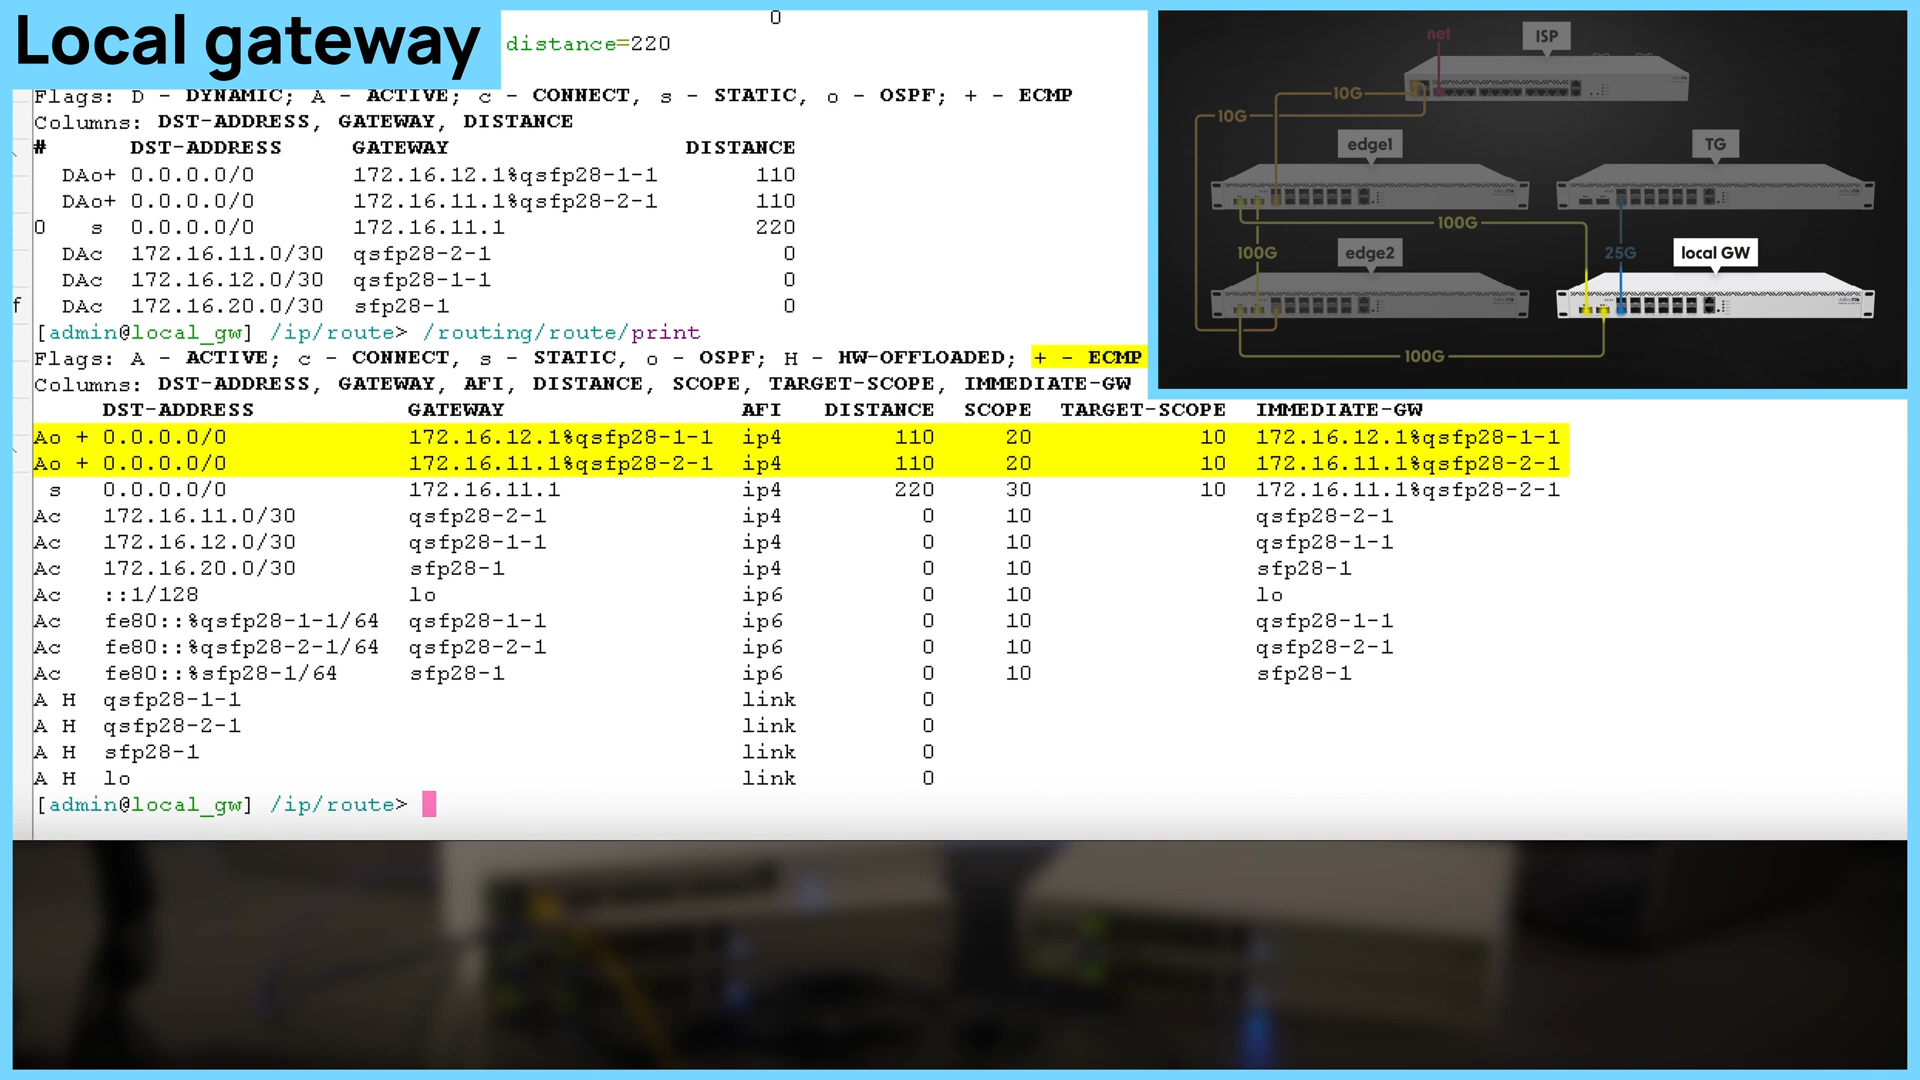 Local gateway
0
distance=220
Flags: D - DYNAMIC; A - ACTIVE; c - CONNECT, s - STATIC, o - OSPF; + - ECMP
Columns: DST-ADDRESS, GATEWAY, DISTANCE
# DST-ADDRESS GATEWAY DISTANCE
DAo+ 0.0.0.0/0 172.16.12.1%qsfp28-1-1 110
DAo+ 0.0.0.0/0 172.16.11.1%qsfp28-2-1 110
0 s 0.0.0.0/0 172.16.11.1 220
DAc 172.16.11.0/30 qsfp28-2-1 0
DAc 172.16.12.0/30 qsfp28-1-1 0
f DAc 172.16.20.0/30 sfp28-1 0
[admin@local_gw] /ip/route> /routing/route/print
Flags: A - ACTIVE; c - CONNECT, s - STATIC, o - OSPF; H - HW-OFFLOADED; + - ECMP
Columns: DST-ADDRESS, GATEWAY, AFI, DISTANCE, SCOPE, TARGET-SCOPE, IMMEDIATE-GW
DST-ADDRESS GATEWAY AFI DISTANCE SCOPE TARGET-SCOPE IMMEDIATE-GW
Ao + 0.0.0.0/0 172.16.12.1%qsfp28-1-1 ip4 110 20 10 172.16.12.1%qsfp28-1-1
Ao + 0.0.0.0/0 172.16.11.1%qsfp28-2-1 ip4 110 20 10 172.16.11.1%qsfp28-2-1
s 0.0.0.0/0 172.16.11.1 ip4 220 30 10 172.16.11.1%qsfp28-2-1
Ac 172.16.11.0/30 qsfp28-2-1 ip4 0 10 qsfp28-2-1
Ac 172.16.12.0/30 qsfp28-1-1 ip4 0 10 qsfp28-1-1
Ac 172.16.20.0/30 sfp28-1 ip4 0 10 sfp28-1
Ac ::1/128 lo ip6 0 10 lo
Ac fe80::%qsfp28-1-1/64 qsfp28-1-1 ip6 0 10 qsfp28-1-1
Ac fe80::%qsfp28-2-1/64 qsfp28-2-1 ip6 0 10 qsfp28-2-1
Ac fe80::%sfp28-1/64 sfp28-1 ip6 0 10 sfp28-1
A H qsfp28-1-1 link 0
A H qsfp28-2-1 link 0
A H sfp28-1 link 0
A H lo link 0
[admin@local_gw] /ip/route>
net
ISP
10G
10G
edge1
TG
100G
100G
edge2
25G
local GW
100G